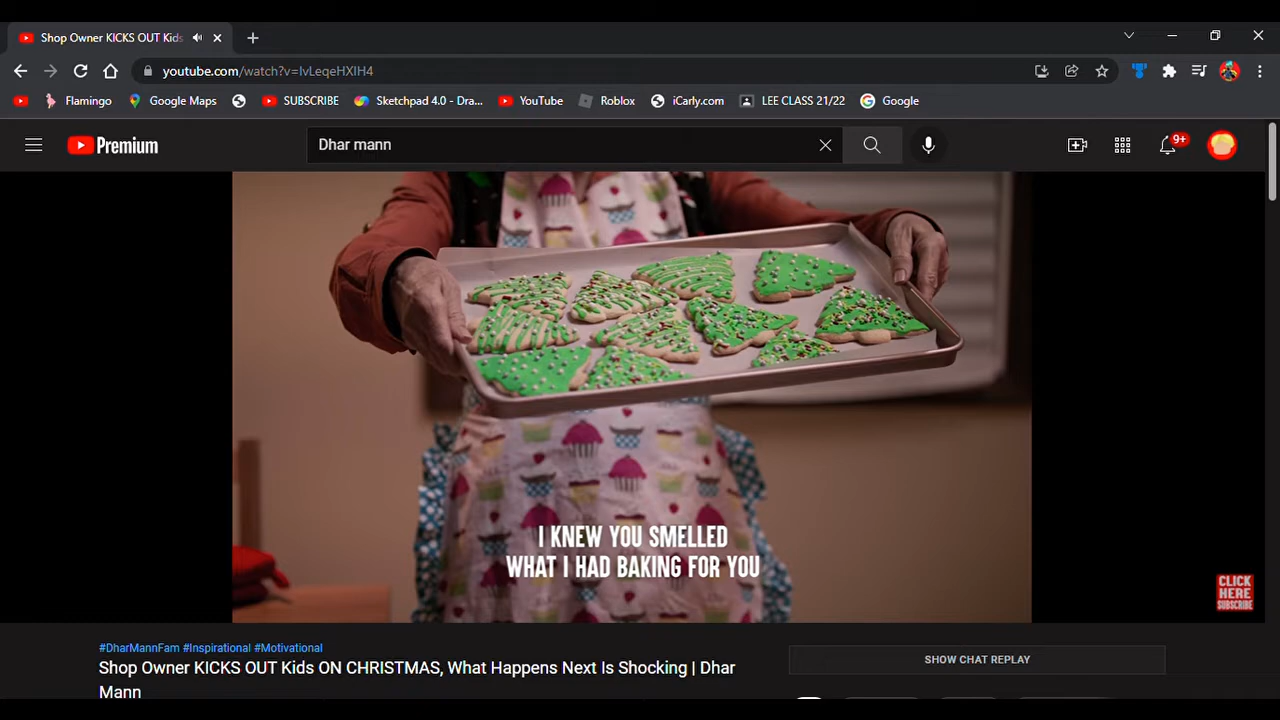 Shop Owner KICKS OUT Kids
youtube.com/watch?v=lvLeqeHXIH4
Flamingo
Google Maps
SUBSCRIBE
Sketchpad 4.0 - Dra...
YouTube
Roblox
iCarly.com
LEE CLASS 21/22
Google
Premium
Dhar mann
9+
I KNEW YOU SMELLED
WHAT I HAD BAKING FOR YOU
CLICK
HERE
SUBSCRIBE
#DharMannFam #Inspirational #Motivational
Shop Owner KICKS OUT Kids ON CHRISTMAS, What Happens Next Is Shocking | Dhar
Mann
SHOW CHAT REPLAY